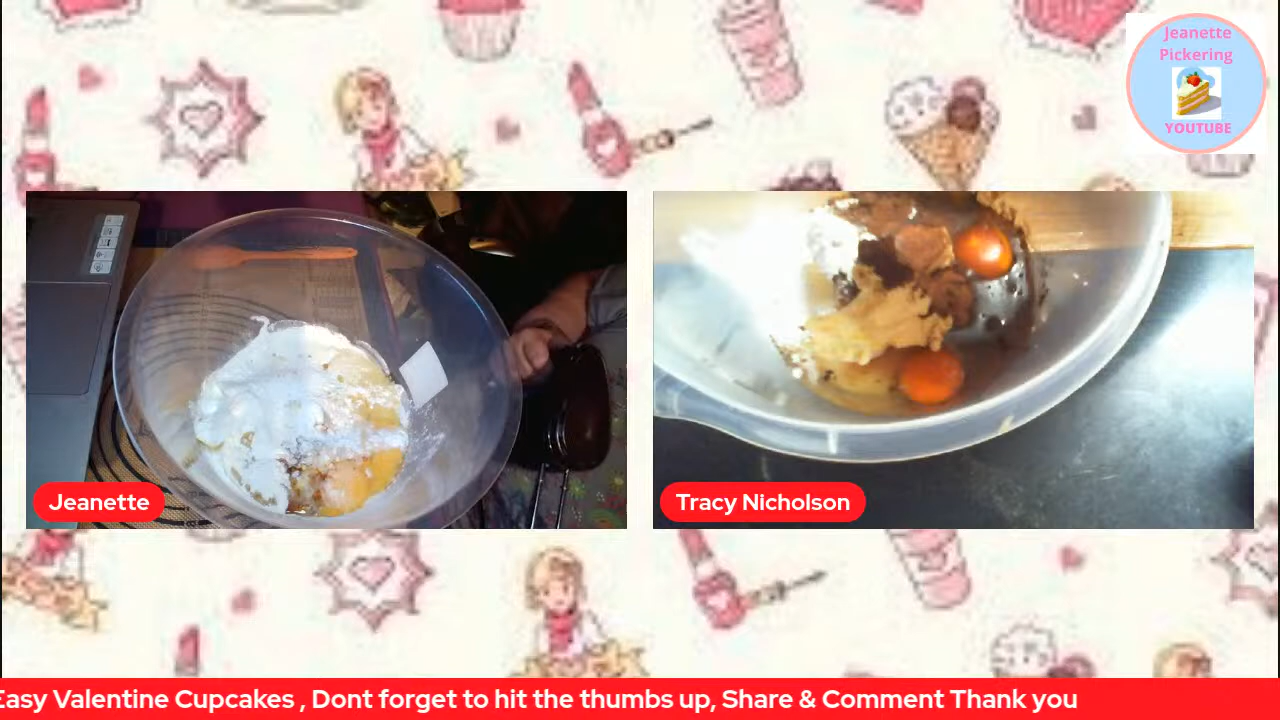 Jeanette
Pickering
YOUTUBE
Jeanette
Tracy Nicholson
Easy Valentine Cupcakes , Dont forget to hit the thumbs up, Share & Comment Thank you